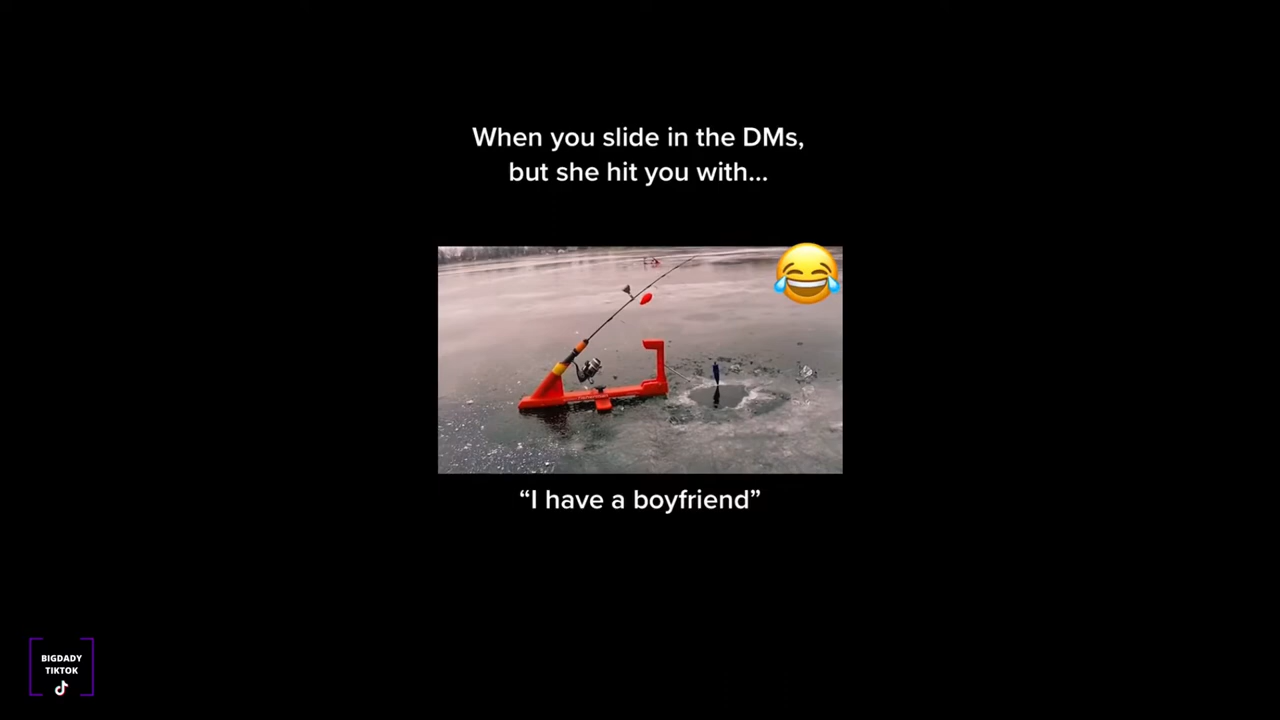 When you slide in the DMs,
but she hit you with...
“I have a boyfriend”
BIGDADY
TIKTOK